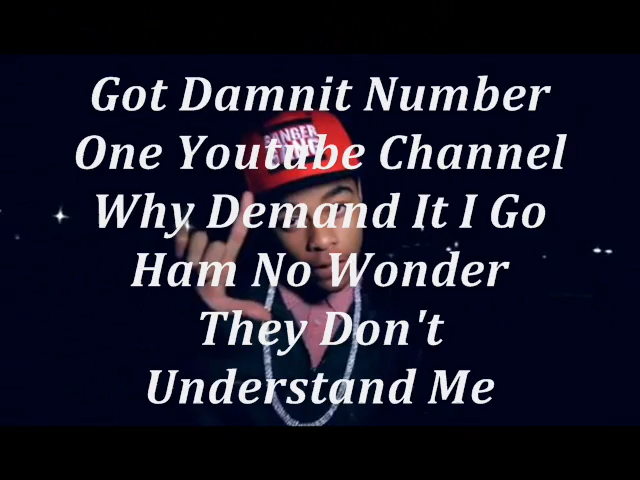 Got Damnit Number
One Youtube Channel
Why Demand It I Go
Ham No Wonder
They Don't
Understand Me